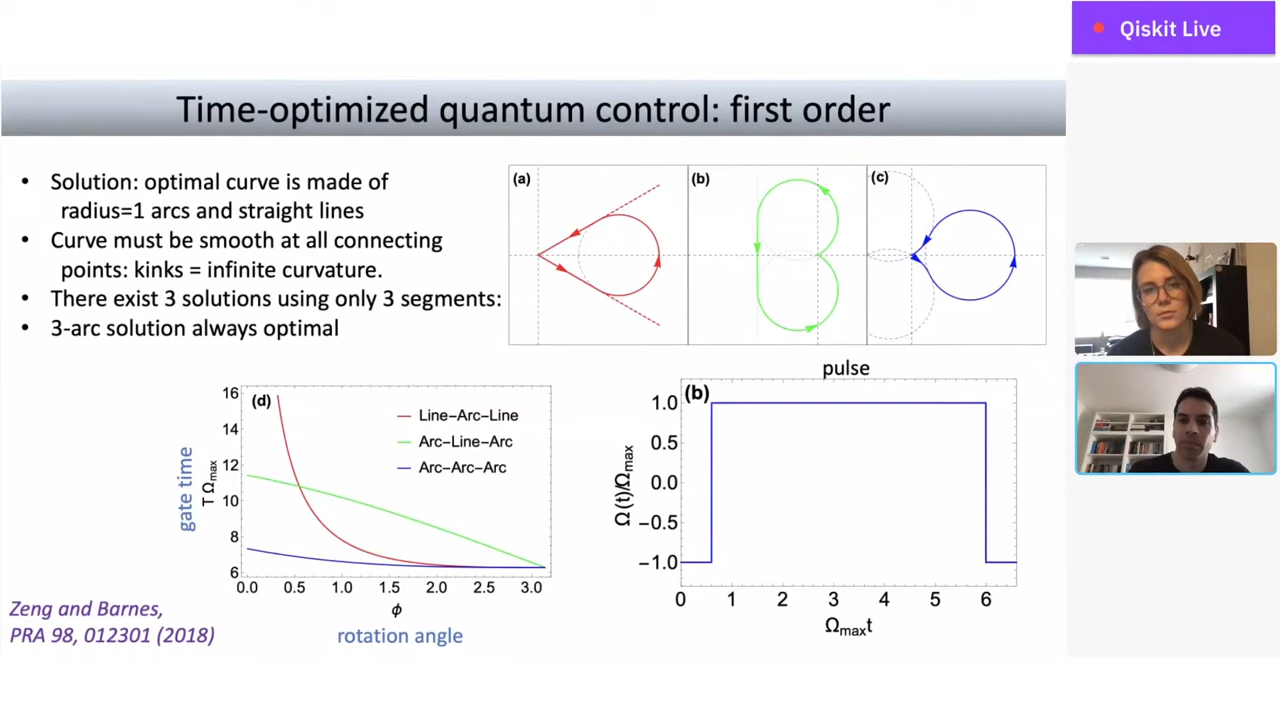 Qiskit Live
Time-optimized quantum control: first order
• Solution: optimal curve is made of
radius=1 arcs and straight lines
• Curve must be smooth at all connecting
points: kinks = infinite curvature.
• There exist 3 solutions using only 3 segments:
• 3-arc solution always optimal
(a)
(b)
(c)
(d)
Line−Arc−Line
Arc−Line−Arc
Arc−Arc−Arc
16
14
12
10
8
6
gate time
T Ωmax
0.0 0.5 1.0 1.5 2.0 2.5 3.0
ϕ
rotation angle
pulse
(b)
1.0
0.5
0.0
−0.5
−1.0
Ω(t)/Ωmax
0 1 2 3 4 5 6
Ωmaxt
Zeng and Barnes,
PRA 98, 012301 (2018)